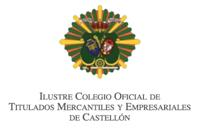 Ilustre Colegio Oficial de
Titulados Mercantiles y Empresariales
de Castellón